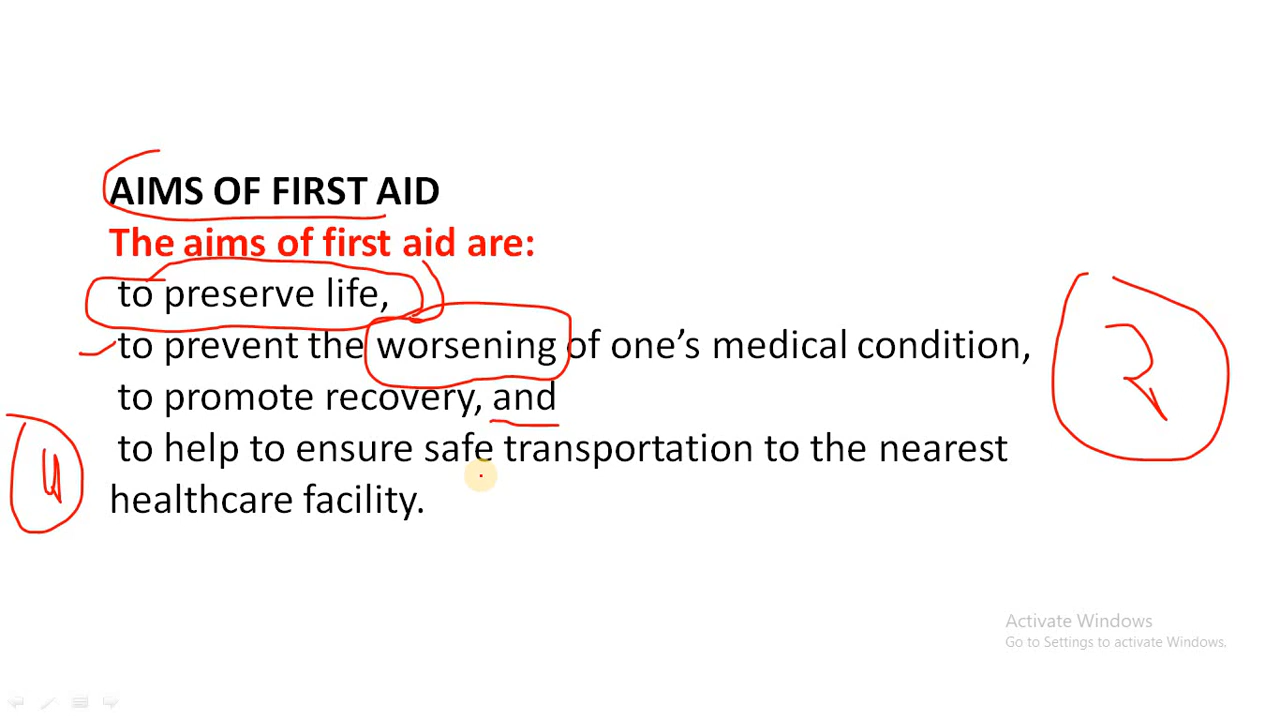 AIMS OF FIRST AID
The aims of first aid are:
to preserve life,
to prevent the worsening of one’s medical condition,
to promote recovery, and
to help to ensure safe transportation to the nearest
healthcare facility.
Activate Windows
Go to Settings to activate Windows.